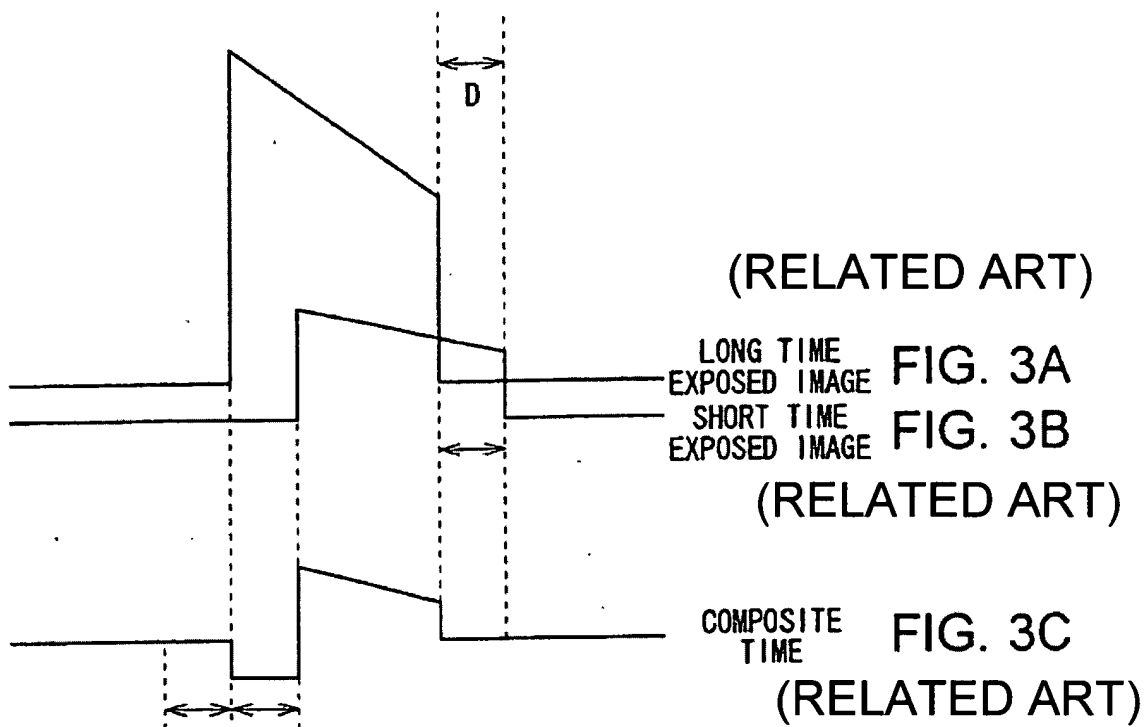 D
(RELATED ART)
LONG TIME
EXPOSED IMAGE FIG. 3A
SHORT TIME
EXPOSED IMAGE FIG. 3B
(RELATED ART)
COMPOSITE
TIME FIG. 3C
(RELATED ART)